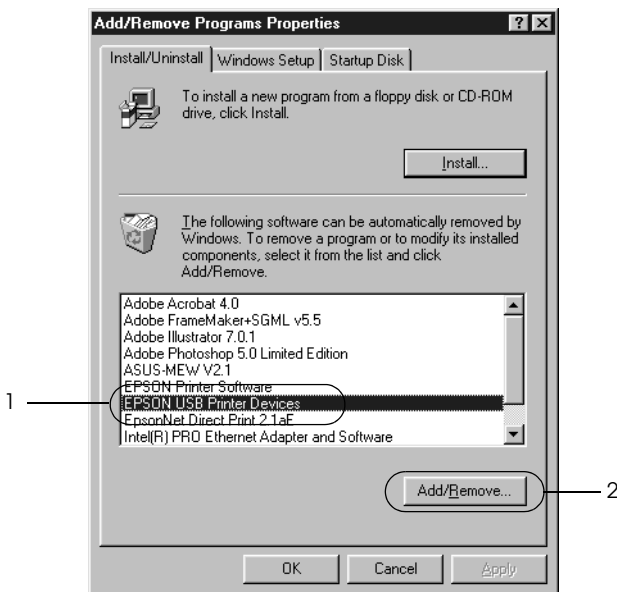 Add/Remove Programs Properties
Install/Uninstall Windows Setup Startup Disk
To install a new program from a floppy disk or CD-ROM
drive, click Install.
Install...
The following software can be automatically removed by
Windows. To remove a program or to modify its installed
components, select it from the list and click
Add/Remove.
Adobe Acrobat 4.0
Adobe FrameMaker+SGML v5.5
Adobe Illustrator 7.0.1
Adobe Photoshop 5.0 Limited Edition
ASUS-MEW V2.1
EPSON Printer Software
1
EPSON USB Printer Devices
EpsonNet Direct Print 2.1aE
Intel(R) PRO Ethernet Adapter and Software
Add/Remove...
2
OK Cancel Apply